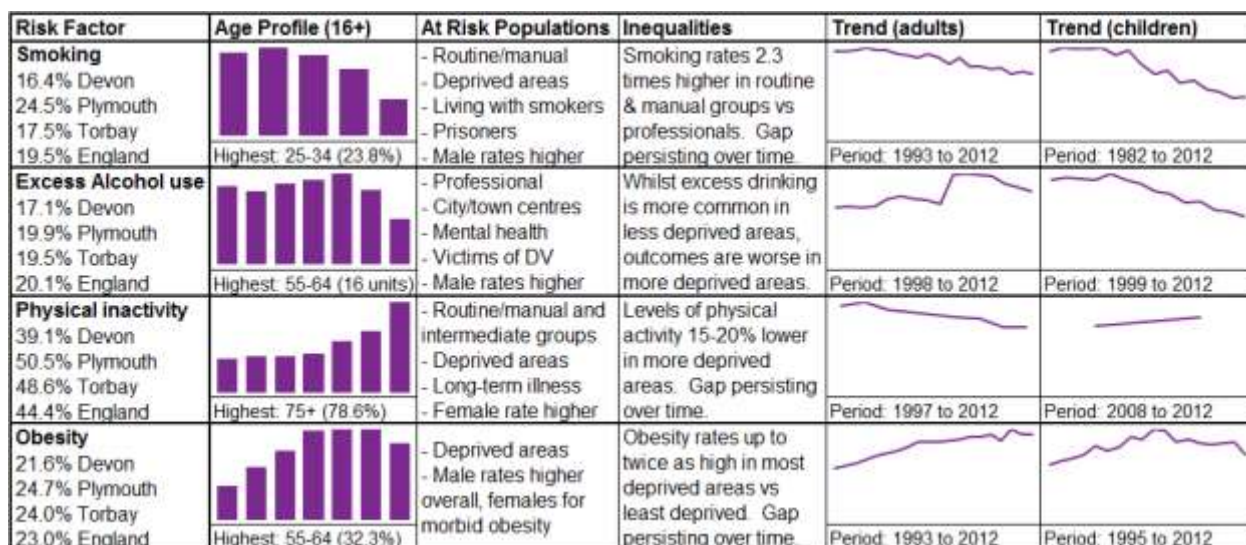 Risk Factor
Age Profile (16+)
At Risk Populations
Inequalities
Trend (adults)
Trend (children)
Smoking
16.4% Devon
24.5% Plymouth
17.5% Torbay
19.5% England
Highest: 25-34 (23.8%)
- Routine/manual
- Deprived areas
- Living with smokers
- Prisoners
- Male rates higher
Smoking rates 2.3
times higher in routine
& manual groups vs
professionals. Gap
persisting over time.
Period: 1993 to 2012
Period: 1982 to 2012
Excess Alcohol use
17.1% Devon
19.9% Plymouth
19.5% Torbay
20.1% England
Highest: 55-64 (16 units)
- Professional
- City/town centres
- Mental health
- Victims of DV
- Male rates higher
Whilst excess drinking
is more common in
less deprived areas,
outcomes are worse in
more deprived areas.
Period: 1998 to 2012
Period: 1999 to 2012
Physical inactivity
39.1% Devon
50.5% Plymouth
48.6% Torbay
44.4% England
Highest: 75+ (78.6%)
- Routine/manual and
intermediate groups
- Deprived areas
- Long-term illness
- Female rate higher
Levels of physical
activity 15-20% lower
in more deprived
areas. Gap persisting
over time.
Period: 1997 to 2012
Period: 2008 to 2012
Obesity
21.6% Devon
24.7% Plymouth
24.0% Torbay
23.0% England
Highest: 55-64 (32.3%)
- Deprived areas
- Male rates higher
overall, females for
morbid obesity
Obesity rates up to
twice as high in most
deprived areas vs
least deprived. Gap
persisting over time.
Period: 1993 to 2012
Period: 1995 to 2012